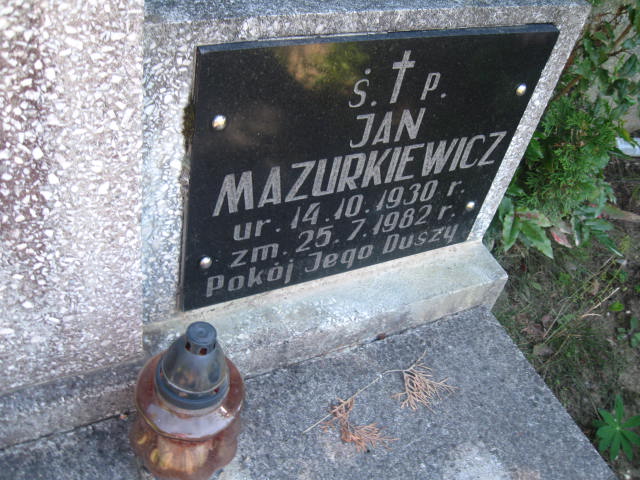 Ś. † P.
JAN
MAZURKIEWICZ
ur. 14. 10. 1930 r.
zm. 25. 7. 1982 r.
Pokój Jego Duszy